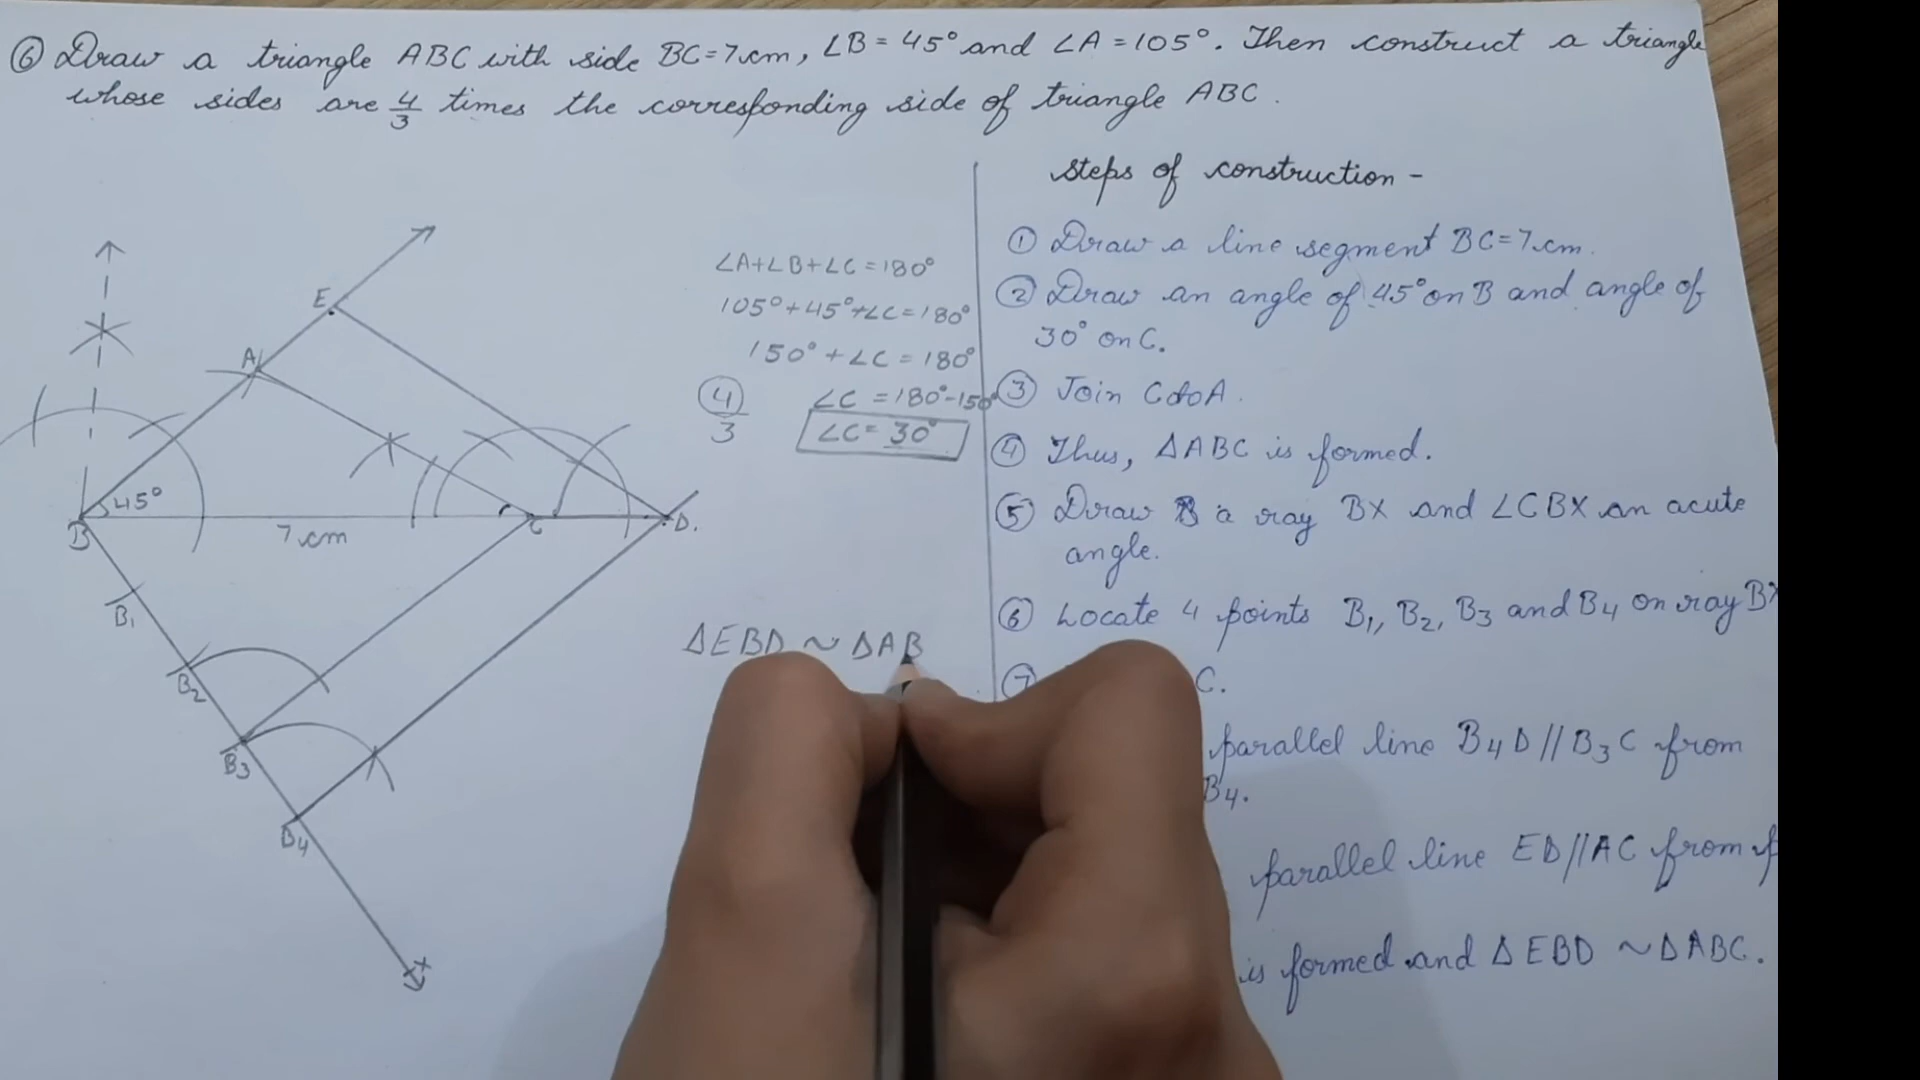 ⑥ Draw a triangle ABC with side BC=7cm, ∠B = 45° and ∠A = 105°. Then construct a triangle
whose sides are 4/3 times the corresponding side of triangle ABC.
E
A
B
45°
7 cm
C
D.
B₁
B₂
B₃
B₄
X
∠A+∠B+∠C = 180°
105°+45°+∠C = 180°
150°+∠C = 180°
∠C = 180°-150°
4/3
∠C = 30°
ΔEBD ~ ΔAB
steps of construction -
① Draw a line segment BC=7cm.
② Draw an angle of 45° on B and angle of
30° on C.
③ Join C to A.
④ Thus, ΔABC is formed.
⑤ Draw a ray BX and ∠CBX an acute
angle.
⑥ Locate 4 points B₁, B₂, B₃ and B₄ on ray BX
⑦ C.
parallel line B₄D//B₃C from
B₄.
parallel line ED//AC from
is formed and ΔEBD ~ ΔABC.